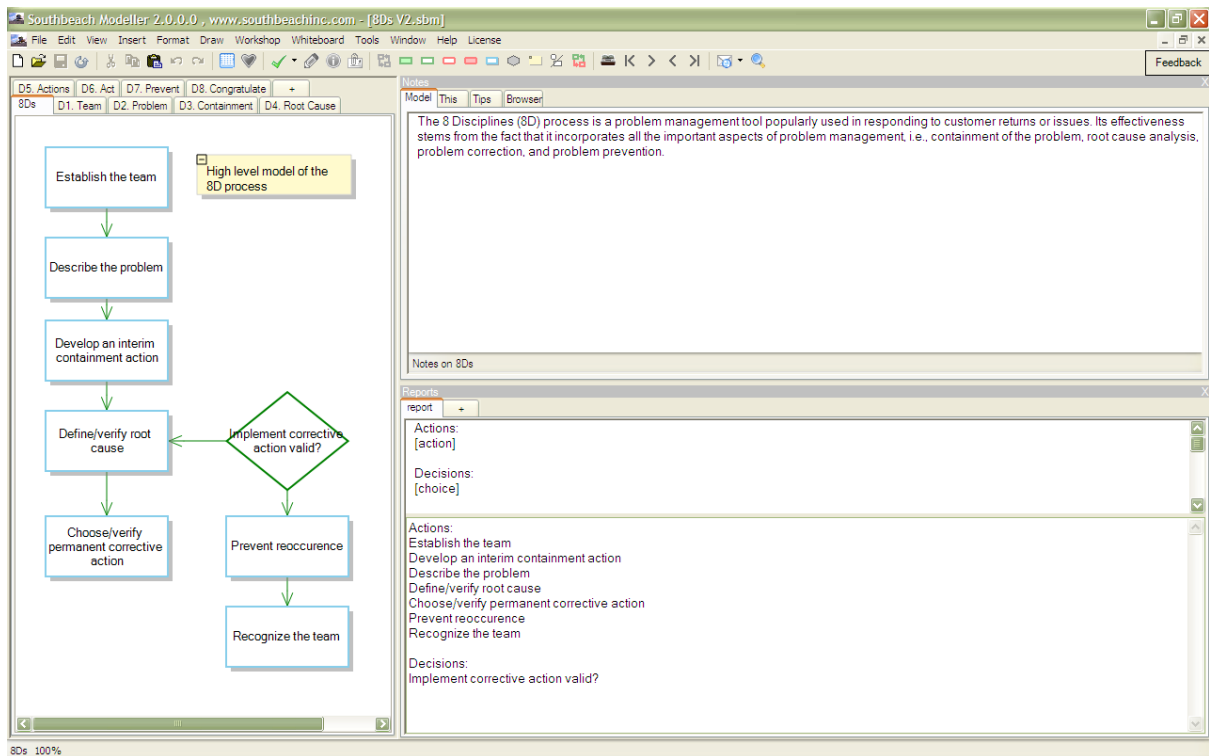 Southbeach Modeller 2.0.0.0 , www.southbeachinc.com - [8Ds V2.sbm]
File Edit View Insert Format Draw Workshop Whiteboard Tools Window Help License
Feedback
D5. Actions D6. Act D7. Prevent D8. Congratulate +
8Ds D1. Team D2. Problem D3. Containment D4. Root Cause
Establish the team
High level model of the
8D process
Describe the problem
Develop an interim
containment action
Define/verify root
cause
Implement corrective
action valid?
Choose/verify
permanent corrective
action
Prevent reoccurence
Recognize the team
Notes
Model This Tips Browser
The 8 Disciplines (8D) process is a problem management tool popularly used in responding to customer returns or issues. Its effectiveness
stems from the fact that it incorporates all the important aspects of problem management, i.e., containment of the problem, root cause analysis,
problem correction, and problem prevention.
Notes on 8Ds
Reports
report +
Actions:
[action]
Decisions:
[choice]
Actions:
Establish the team
Develop an interim containment action
Describe the problem
Define/verify root cause
Choose/verify permanent corrective action
Prevent reoccurence
Recognize the team
Decisions:
Implement corrective action valid?
8Ds 100%